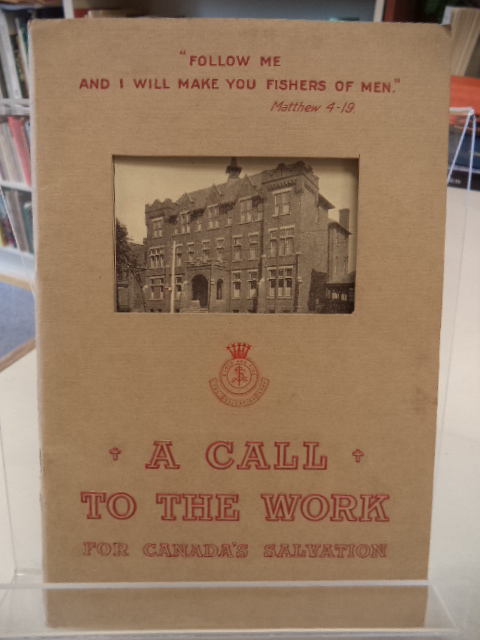 "FOLLOW ME
AND I WILL MAKE YOU FISHERS OF MEN."
Matthew 4-19.
A CALL
TO THE WORK
FOR CANADA'S SALVATION